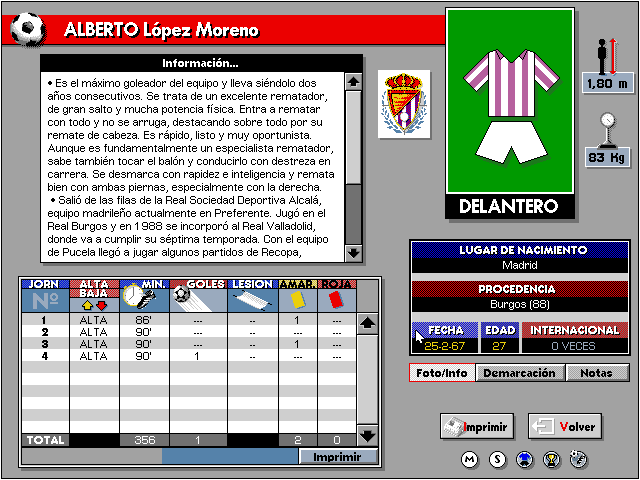 ALBERTO López Moreno
Información...
• Es el máximo goleador del equipo y lleva siéndolo dos
años consecutivos. Se trata de un excelente rematador,
de gran salto y mucha potencia física. Entra a rematar
con todo y no se arruga, destacando sobre todo por su
remate de cabeza. Es rápido, listo y muy oportunista.
Aunque es fundamentalmente un especialista rematador,
sabe también tocar el balón y conducirlo con destreza en
carrera. Se desmarca con rapidez e inteligencia y remata
bien con ambas piernas, especialmente con la derecha.
• Salió de las filas de la Real Sociedad Deportiva Alcalá,
equipo madrileño actualmente en Preferente. Jugó en el
Real Burgos y en 1988 se incorporó al Real Valladolid,
donde va a cumplir su séptima temporada. Con el equipo
de Pucela llegó a jugar algunos partidos de Recopa,
DELANTERO
1,80 m
83 Kg
LUGAR DE NACIMIENTO
Madrid
PROCEDENCIA
Burgos (88)
FECHA EDAD INTERNACIONAL
25-2-67 27 0 VECES
Foto/Info Demarcación Notas
JORN ALTA MIN. GOLES LESION AMAR. ROJA
Nº BAJA
1 ALTA 86' --- -- 1 ---
2 ALTA 90' --- -- --- ---
3 ALTA 90' --- -- 1 ---
4 ALTA 90' 1 -- --- ---
TOTAL 356 1 2 0
Imprimir
Imprimir Volver
M S